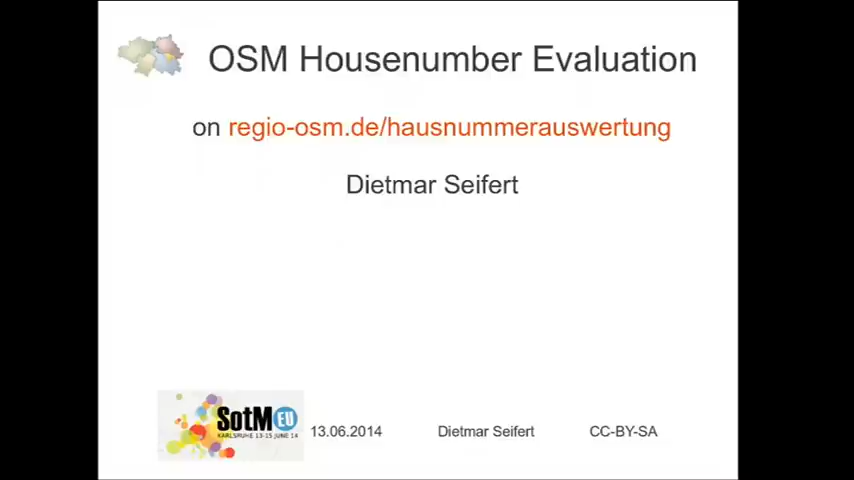 OSM Housenumber Evaluation
on regio-osm.de/hausnummerauswertung
Dietmar Seifert
SotM EU
KARLSRUHE 13-15 JUNE 14
13.06.2014 Dietmar Seifert CC-BY-SA